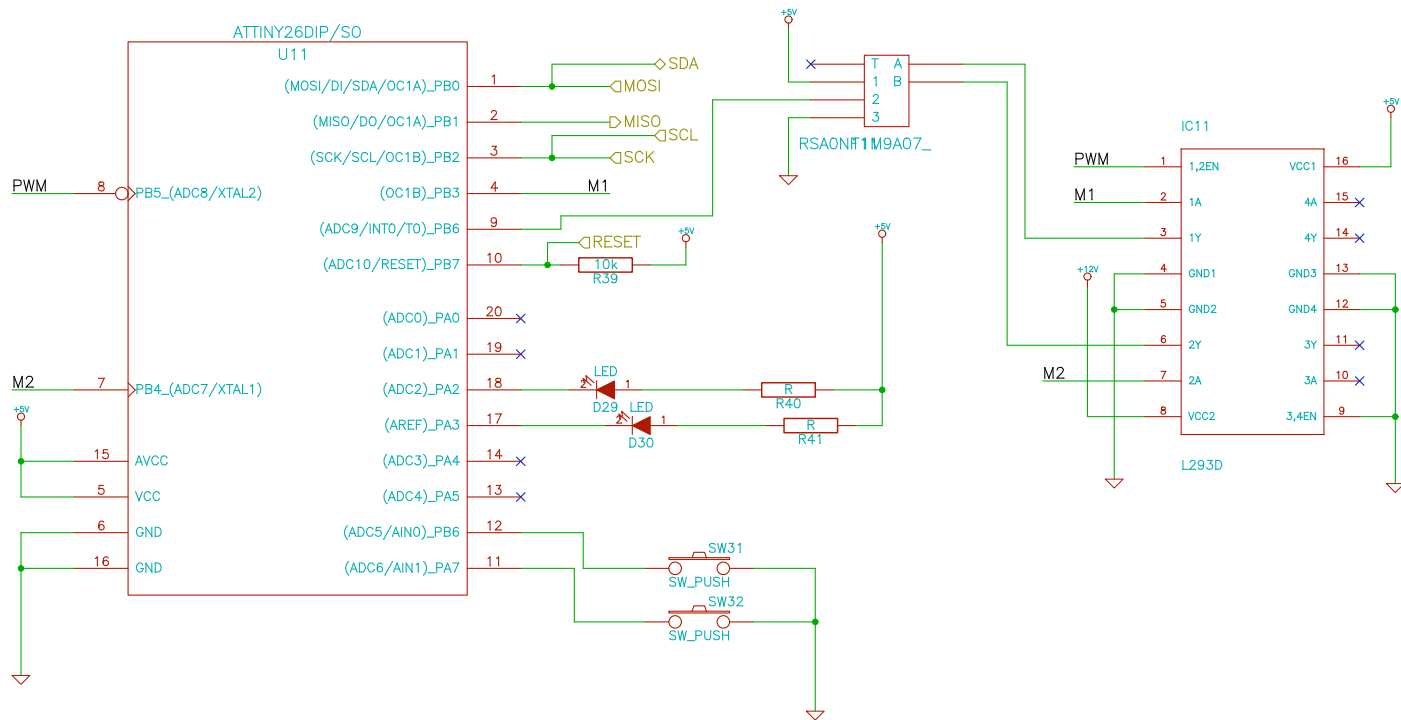 ATTINY26DIP/SO
U11
(MOSI/DI/SDA/OC1A)_PB0
1
SDA
MOSI
(MISO/DO/OC1A)_PB1
2
MISO
(SCK/SCL/OC1B)_PB2
3
SCL
SCK
PWM
8
PB5_(ADC8/XTAL2)
(OC1B)_PB3
4
M1
(ADC9/INT0/T0)_PB6
9
(ADC10/RESET)_PB7
10
RESET
10k
R39
+5V
(ADC0)_PA0
20
(ADC1)_PA1
19
M2
7
PB4_(ADC7/XTAL1)
(ADC2)_PA2
18
LED
2
1
D29
R
R40
+5V
(AREF)_PA3
17
LED
2
1
D30
R
R41
+5V
15
AVCC
(ADC3)_PA4
14
5
VCC
(ADC4)_PA5
13
6
GND
(ADC5/AIN0)_PB6
12
16
GND
(ADC6/AIN1)_PA7
11
SW31
SW_PUSH
SW32
SW_PUSH
+5V
T A
1 B
2
3
IC11
+5V
PWM
1
1,2EN
VCC1
16
M1
2
1A
4A
15
3
1Y
4Y
14
+12V
4
GND1
GND3
13
5
GND2
GND4
12
6
2Y
3Y
11
M2
7
2A
3A
10
8
VCC2
3,4EN
9
L293D